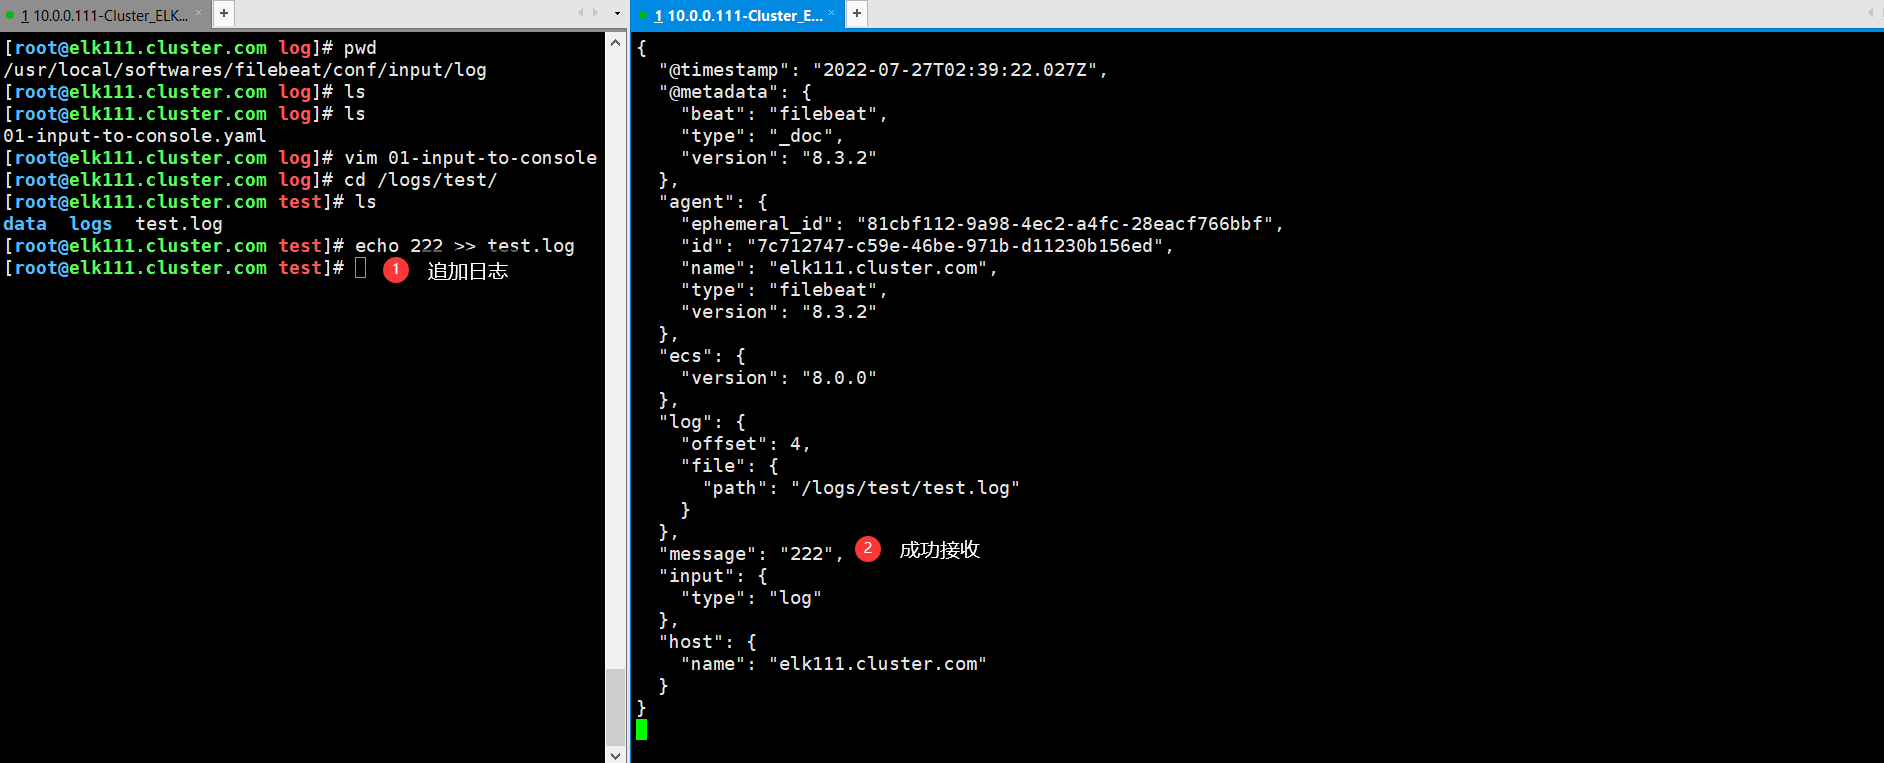 1 10.0.0.111-Cluster_ELK... × +
[root@elk111.cluster.com log]# pwd
/usr/local/softwares/filebeat/conf/input/log
[root@elk111.cluster.com log]# ls
[root@elk111.cluster.com log]# ls
01-input-to-console.yaml
[root@elk111.cluster.com log]# vim 01-input-to-console
[root@elk111.cluster.com log]# cd /logs/test/
[root@elk111.cluster.com test]# ls
data  logs  test.log
[root@elk111.cluster.com test]# echo 222 >> test.log
[root@elk111.cluster.com test]#
1 追加日志
1 10.0.0.111-Cluster_E... × +
{
  "@timestamp": "2022-07-27T02:39:22.027Z",
  "@metadata": {
    "beat": "filebeat",
    "type": "_doc",
    "version": "8.3.2"
  },
  "agent": {
    "ephemeral_id": "81cbf112-9a98-4ec2-a4fc-28eacf766bbf",
    "id": "7c712747-c59e-46be-971b-d11230b156ed",
    "name": "elk111.cluster.com",
    "type": "filebeat",
    "version": "8.3.2"
  },
  "ecs": {
    "version": "8.0.0"
  },
  "log": {
    "offset": 4,
    "file": {
      "path": "/logs/test/test.log"
    }
  },
  "message": "222", 2 成功接收
  "input": {
    "type": "log"
  },
  "host": {
    "name": "elk111.cluster.com"
  }
}